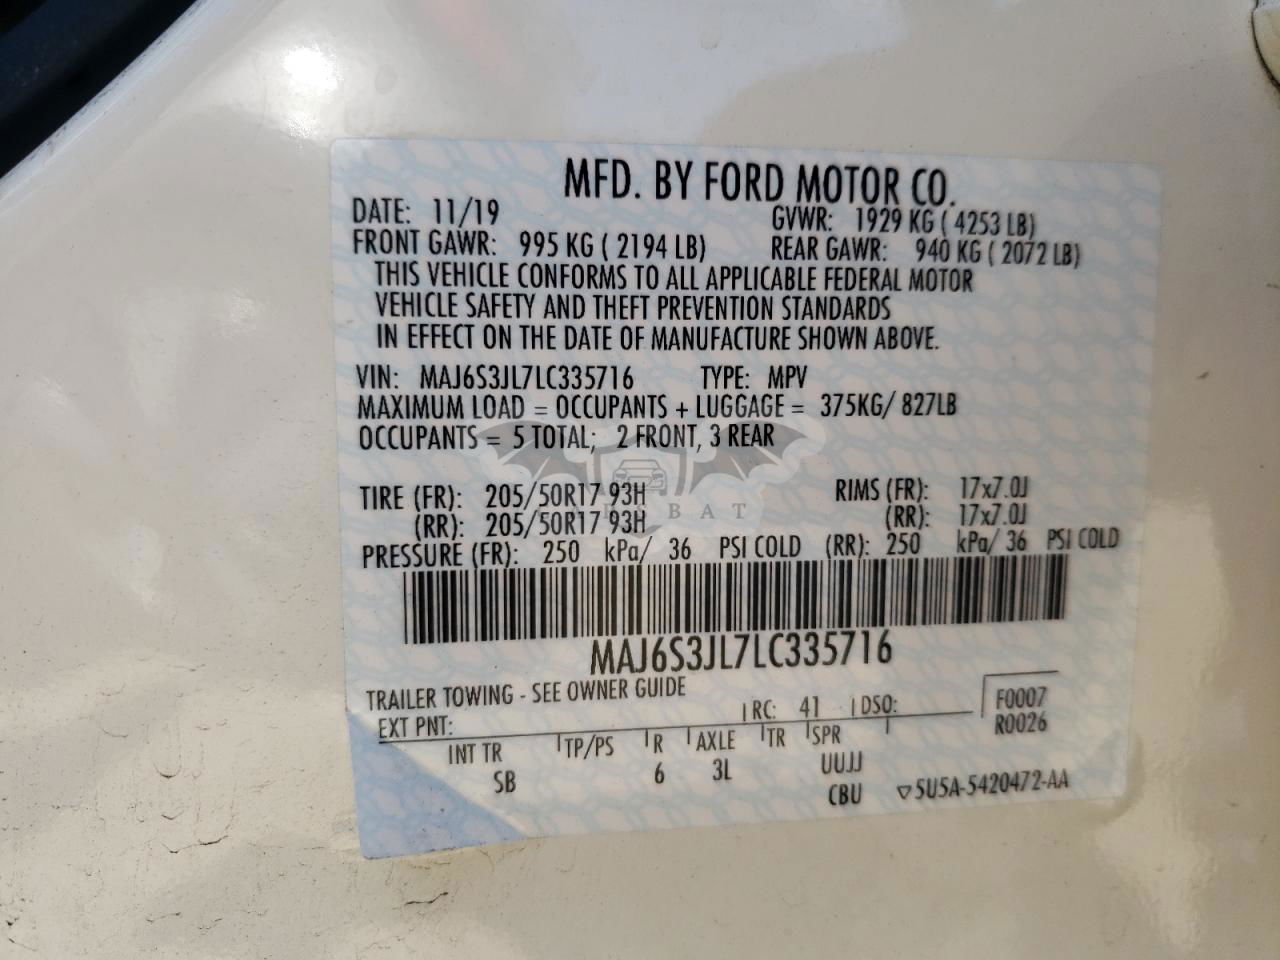 MFD. BY FORD MOTOR CO.
DATE: 11/19 GVWR: 1929 KG ( 4253 LB)
FRONT GAWR: 995 KG ( 2194 LB) REAR GAWR: 940 KG ( 2072 LB)
THIS VEHICLE CONFORMS TO ALL APPLICABLE FEDERAL MOTOR
VEHICLE SAFETY AND THEFT PREVENTION STANDARDS
IN EFFECT ON THE DATE OF MANUFACTURE SHOWN ABOVE.
VIN: MAJ6S3JL7LC335716 TYPE: MPV
MAXIMUM LOAD = OCCUPANTS + LUGGAGE = 375KG/ 827LB
OCCUPANTS = 5 TOTAL; 2 FRONT, 3 REAR
TIRE (FR): 205/50R17 93H RIMS (FR): 17x7.0J
(RR): 205/50R17 93H (RR): 17x7.0J
PRESSURE (FR): 250 kPa/ 36 PSI COLD (RR): 250 kPa/ 36 PSI COLD
MAJ6S3JL7LC335716
TRAILER TOWING - SEE OWNER GUIDE
EXT PNT: RC: 41 DSO: F0007
R0026
INT TR TP/PS R AXLE TR SPR
SB 6 3L UUJJ
CBU ▽5U5A-5420472-AA